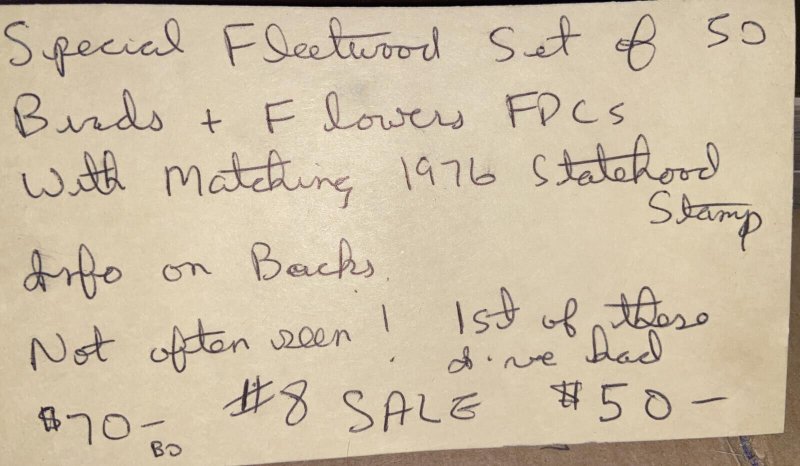 Special Fleetwood Set of 50
Birds + Flowers FDCs
With Matching 1976 Statehood
Stamp
Info on Backs
Not often seen! 1st of these
I've had
$70- #8 SALE $50-
BO